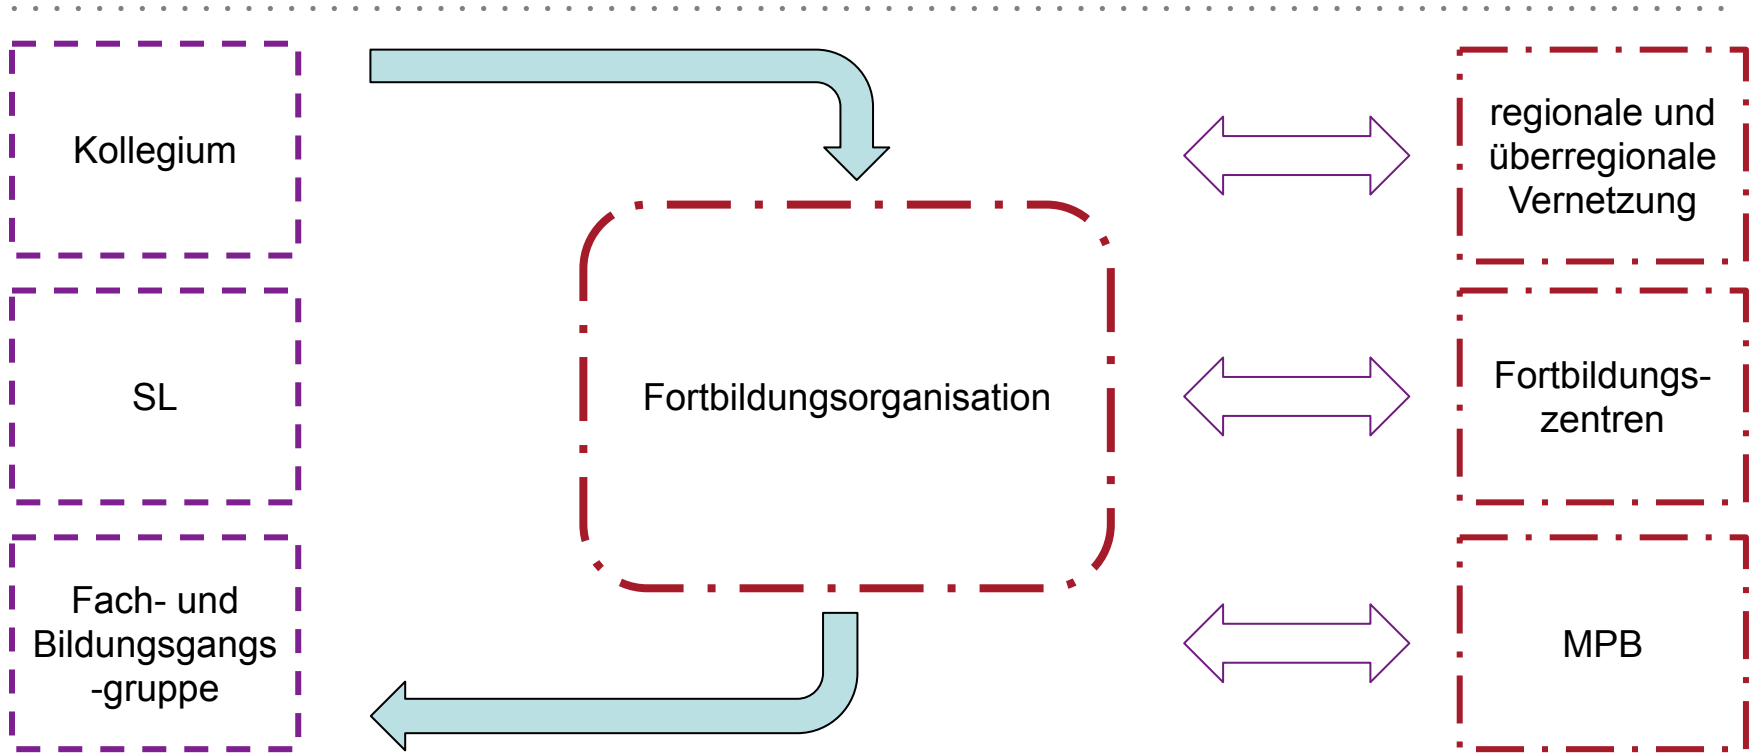 Kollegium
regionale und
überregionale
Vernetzung
SL
Fortbildungsorganisation
Fortbildungs-
zentren
Fach- und
Bildungsgangs
-gruppe
MPB